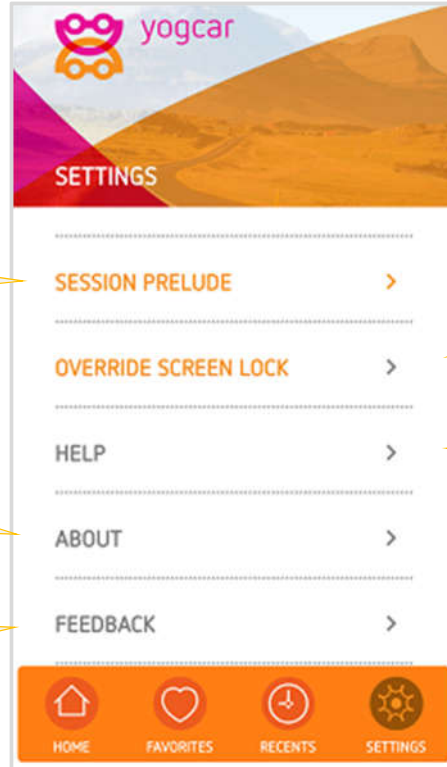 yogcar
SETTINGS
SESSION PRELUDE
OVERRIDE SCREEN LOCK
HELP
ABOUT
FEEDBACK
HOME FAVORITES RECENTS SETTINGS